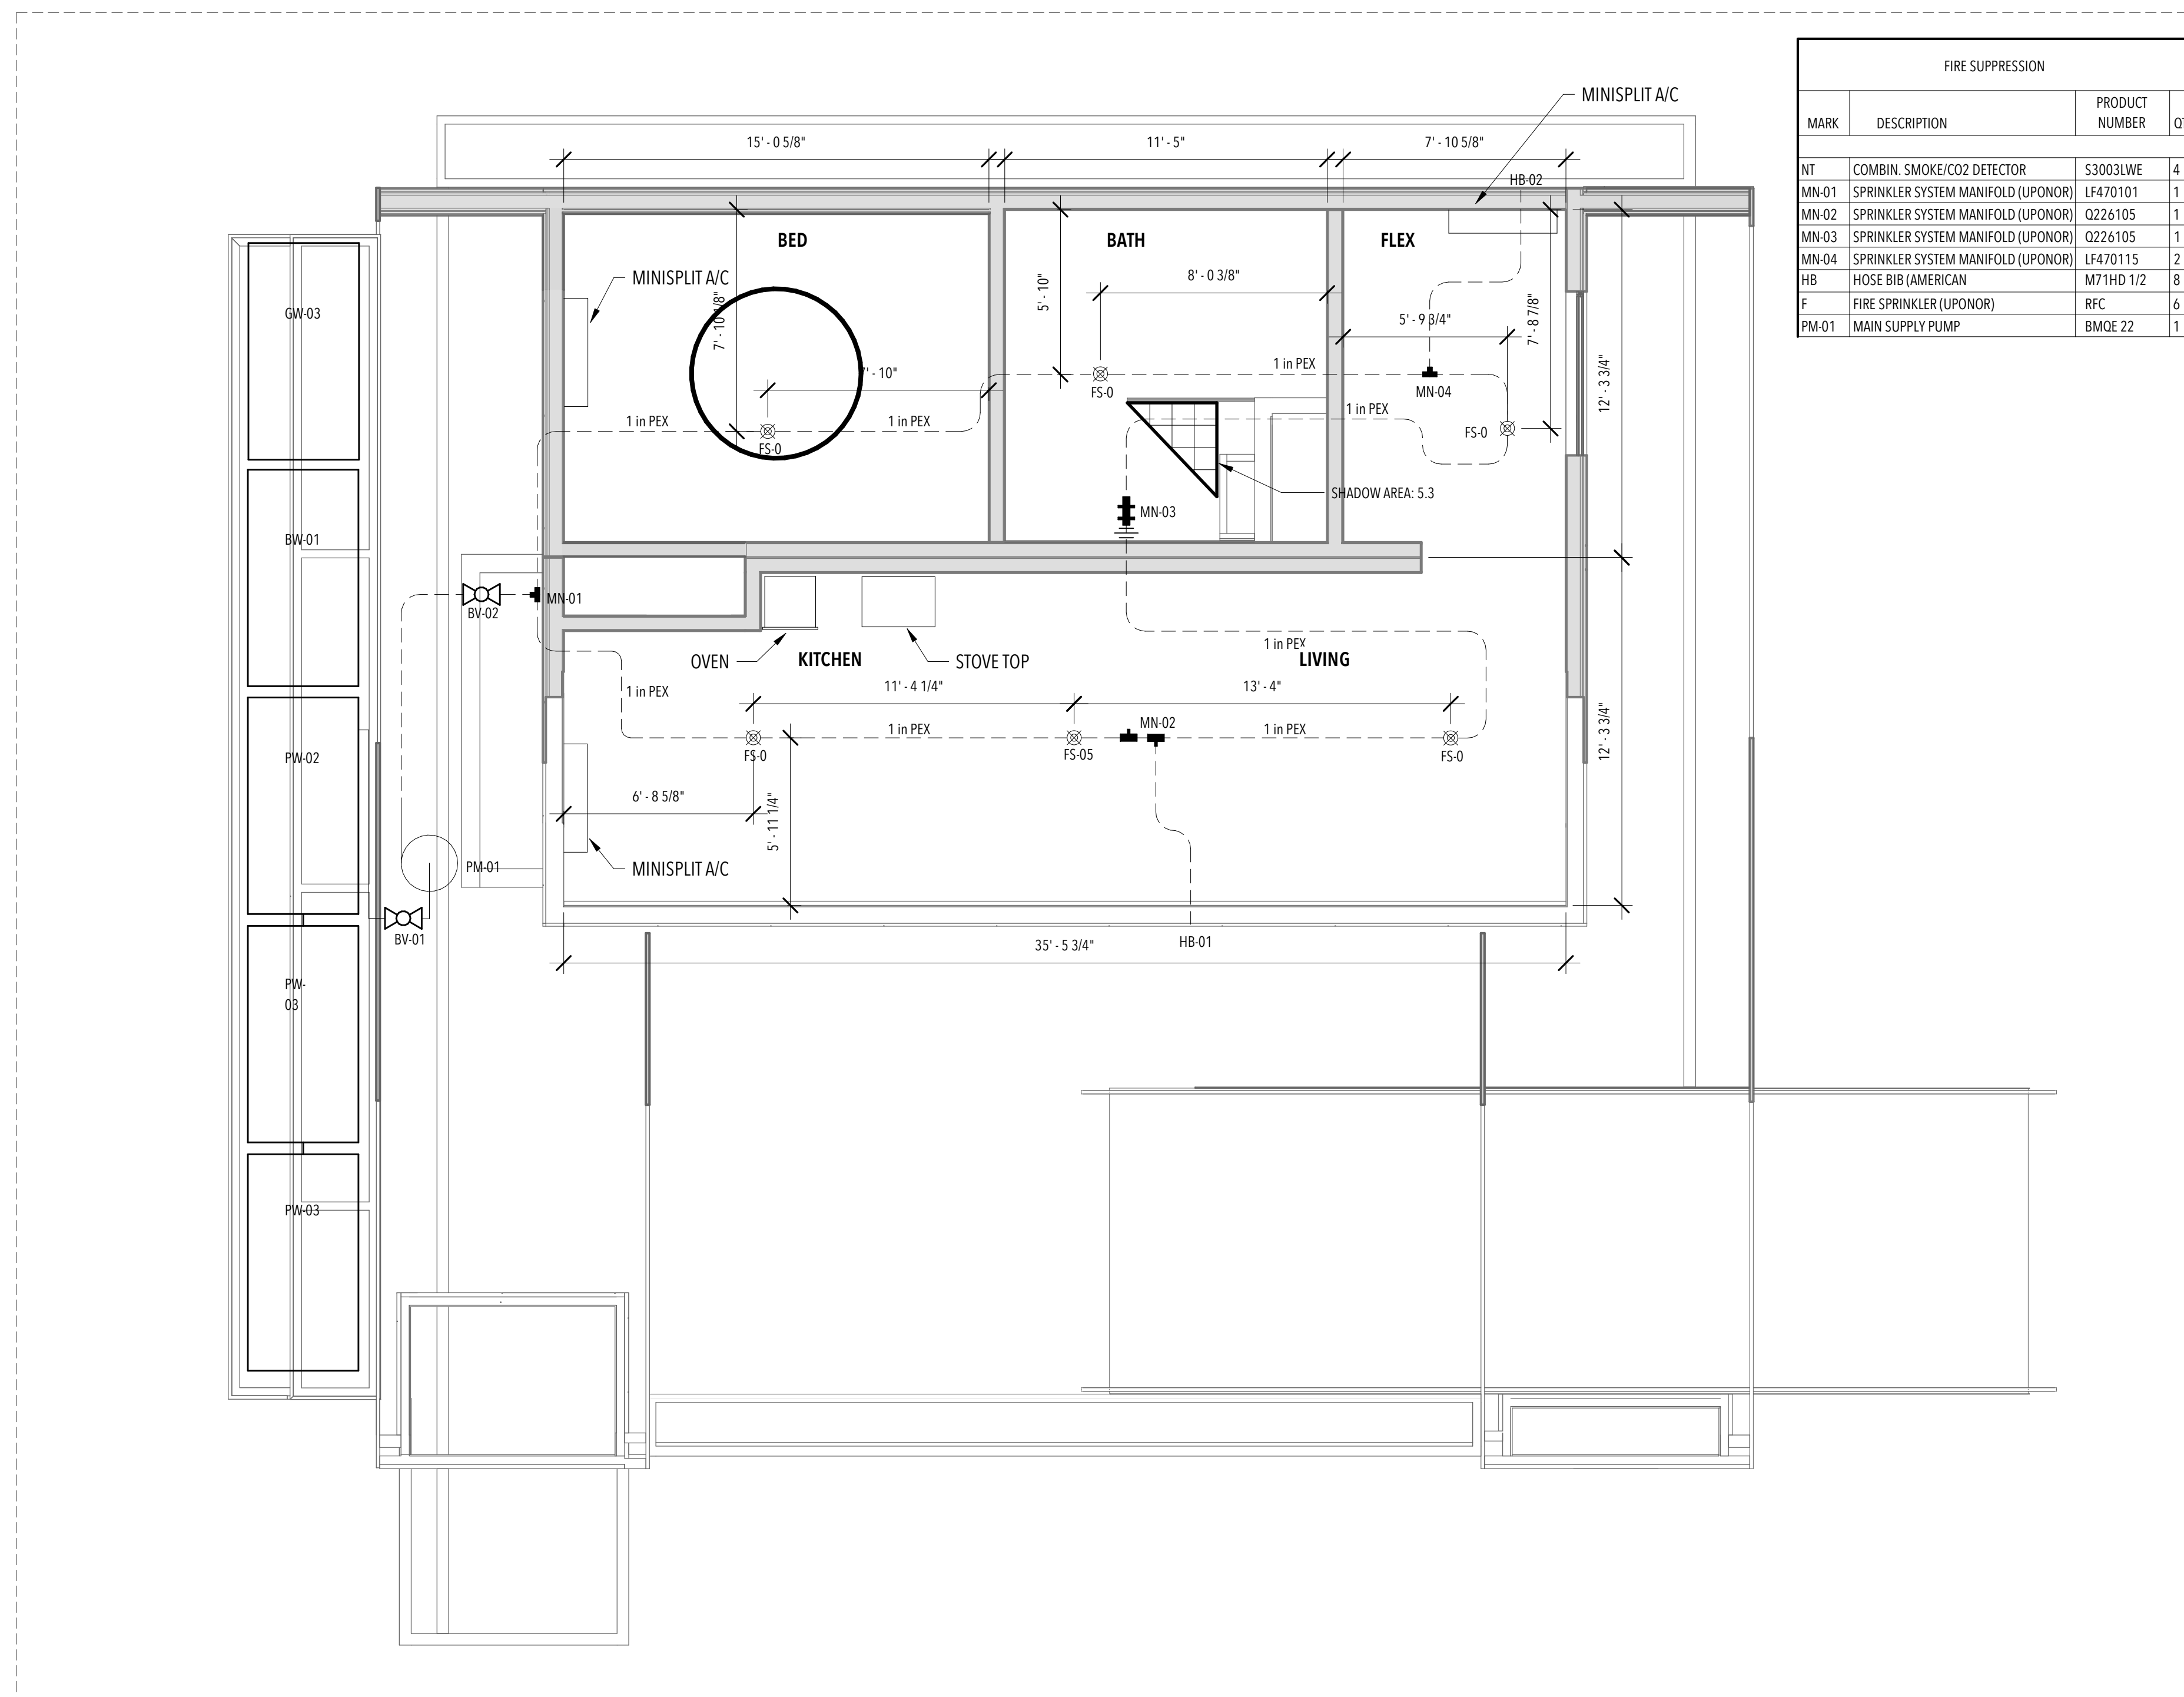 FIRE SUPPRESSION
MARK DESCRIPTION PRODUCT NUMBER
NT COMBIN. SMOKE/CO2 DETECTOR S3003LWE 4
MN-01 SPRINKLER SYSTEM MANIFOLD (UPONOR) LF470101 1
MN-02 SPRINKLER SYSTEM MANIFOLD (UPONOR) Q226105 1
MN-03 SPRINKLER SYSTEM MANIFOLD (UPONOR) Q226105 1
MN-04 SPRINKLER SYSTEM MANIFOLD (UPONOR) LF470115 2
HB HOSE BIB (AMERICAN M71HD 1/2 8
F FIRE SPRINKLER (UPONOR) RFC 6
PM-01 MAIN SUPPLY PUMP BMQE 22 1
MINISPLIT A/C
15' - 0 5/8"
11' - 5"
7' - 10 5/8"
HB-02
BED
BATH
FLEX
MINISPLIT A/C
8' - 0 3/8"
5' - 10"
GW-03
5' - 9 3/4"
7' - 8 7/8"
1 in PEX
12' - 3 3/4"
FS-0
MN-04
1 in PEX
1 in PEX
1 in PEX
FS-0
FS-0
SHADOW AREA: 5.3
MN-03
BW-01
MN-01
BV-02
1 in PEX
OVEN
KITCHEN
STOVE TOP
LIVING
1 in PEX
11' - 4 1/4"
13' - 4"
MN-02
1 in PEX
1 in PEX
12' - 3 3/4"
FS-0
FS-05
FS-0
PW-02
6' - 8 5/8"
5' - 11 1/4"
PM-01
MINISPLIT A/C
BV-01
35' - 5 3/4"
HB-01
PW-
03
PW-03